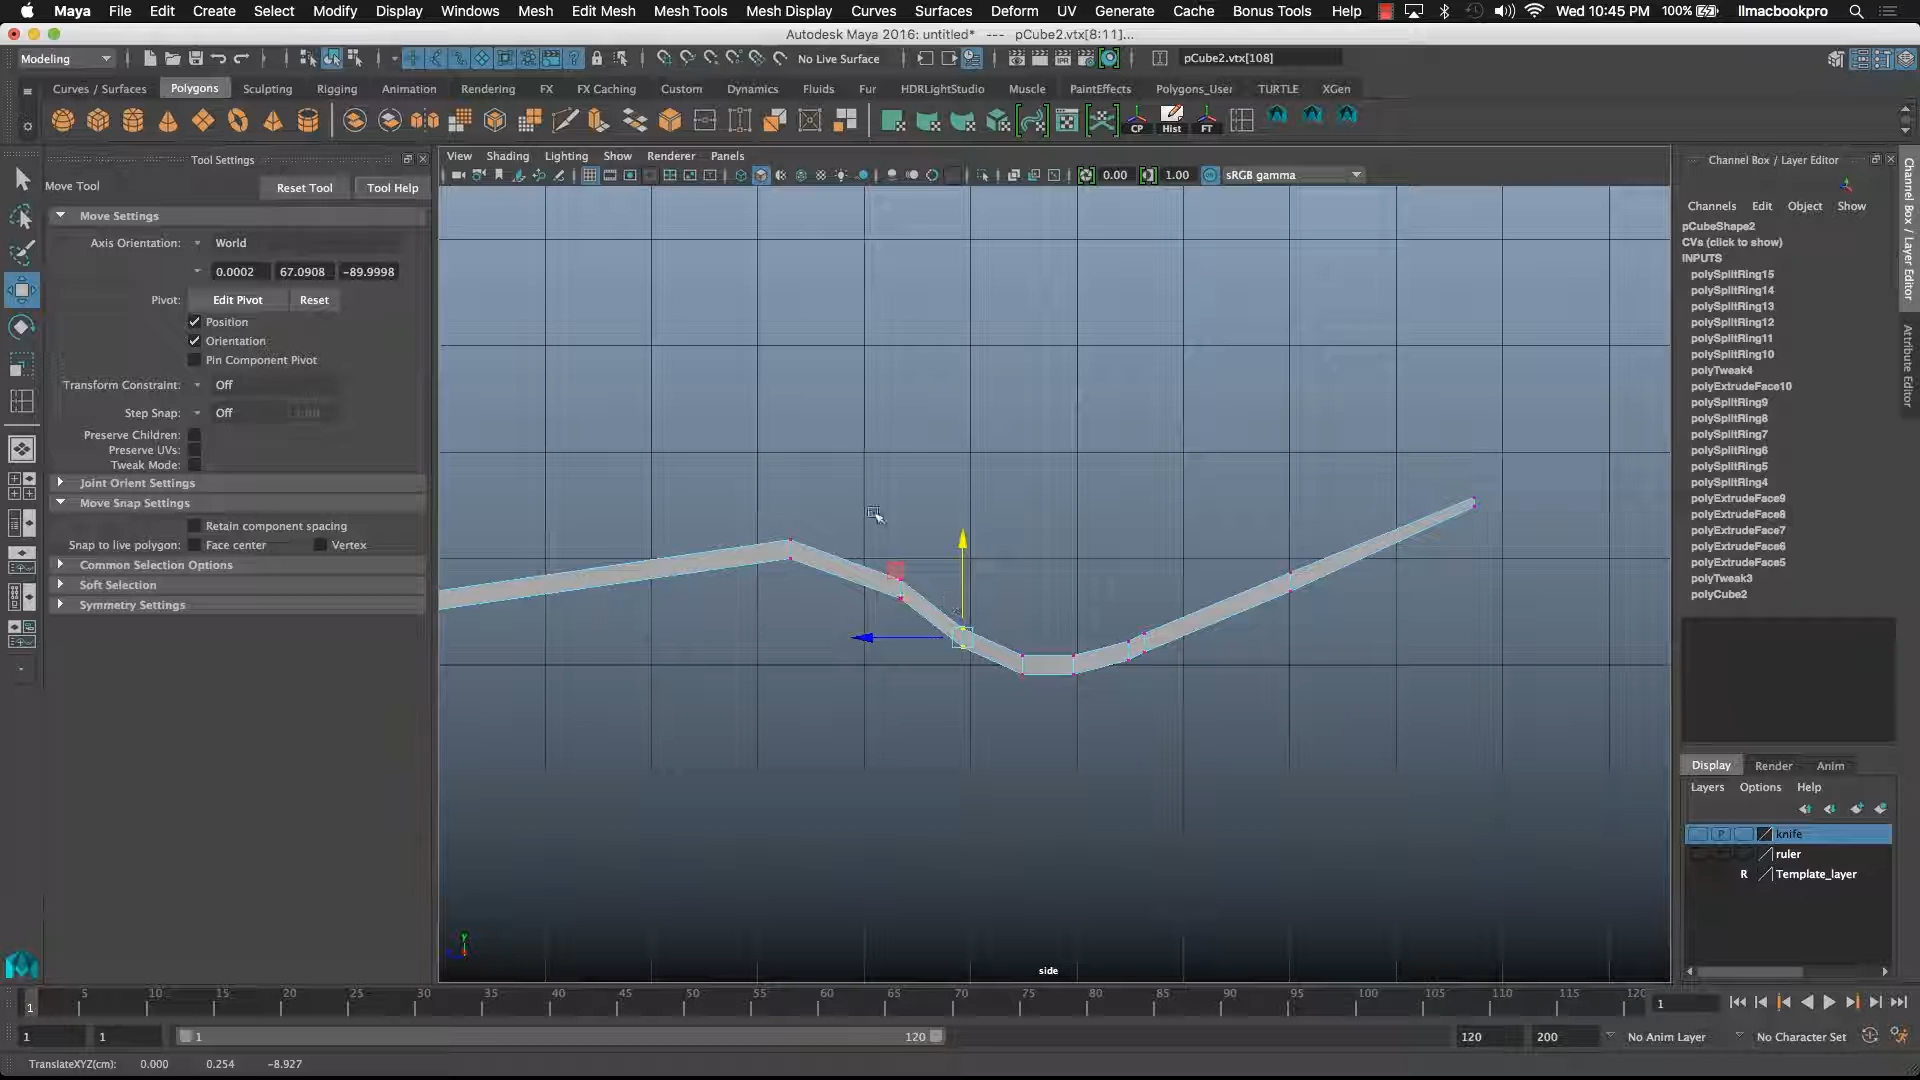 Maya File Edit Create Select Modify Display Windows Mesh Edit Mesh Mesh Tools Mesh Display Curves Surfaces Deform UV Generate Cache Bonus Tools Help Wed 10:45 PM 100% llmacbookpro
Autodesk Maya 2016: untitled* --- pCube2.vtx[8:11]...
Modeling No Live Surface pCube2.vtx[108]
Curves / Surfaces Polygons Sculpting Rigging Animation Rendering FX FX Caching Custom Dynamics Fluids Fur HDRLightStudio Muscle PaintEffects Polygons_User TURTLE XGen
IPR CP Hist FT
Tool Settings
View Shading Lighting Show Renderer Panels
Channel Box / Layer Editor
0.00 1.00 sRGB gamma
Move Tool Reset Tool Tool Help
Move Settings
Axis Orientation: World
0.0002 67.0908 -89.9998
Pivot: Edit Pivot Reset
Position
Orientation
Pin Component Pivot
Transform Constraint: Off
Step Snap: Off
Preserve Children:
Preserve UVs:
Tweak Mode:
Joint Orient Settings
Move Snap Settings
Retain component spacing
Snap to live polygon: Face center Vertex
Common Selection Options
Soft Selection
Symmetry Settings
y
side
Channels Edit Object Show
pCubeShape2
CVs (click to show)
INPUTS
polySplitRing15
polySplitRing14
polySplitRing13
polySplitRing12
polySplitRing11
polySplitRing10
polyTweak4
polyExtrudeFace10
polySplitRing9
polySplitRing8
polySplitRing7
polySplitRing6
polySplitRing5
polySplitRing4
polyExtrudeFace9
polyExtrudeFace8
polyExtrudeFace7
polyExtrudeFace6
polyExtrudeFace5
polyTweak3
polyCube2
Channel Box / Layer Editor
Attribute Editor
Display Render Anim
Layers Options Help
P knife
ruler
R Template_layer
1 5 10 15 20 25 30 35 40 45 50 55 60 65 70 75 80 85 90 95 100 105 110 115 120 1
1 1 1 120 120 200 No Anim Layer No Character Set
TranslateXYZ(cm): 0.000 0.254 -8.927